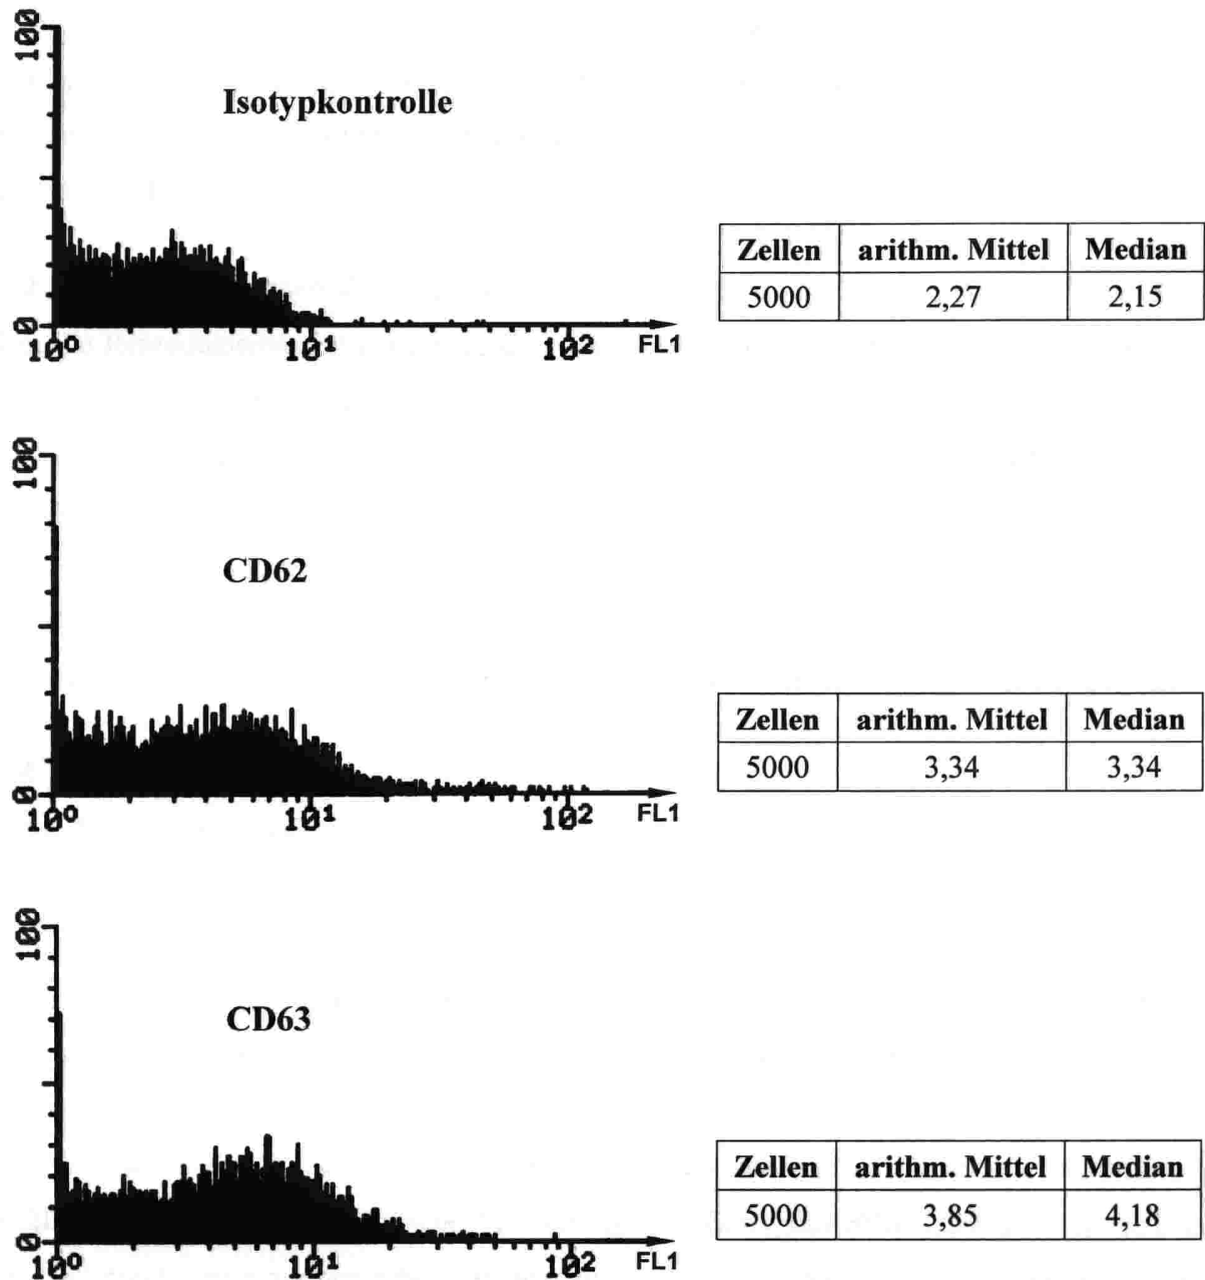 100
Isotypkontrolle
0
10⁰ 10¹ 10² FL1
Zellen arithm. Mittel Median
5000 2,27 2,15
100
CD62
0
10⁰ 10¹ 10² FL1
Zellen arithm. Mittel Median
5000 3,34 3,34
100
CD63
0
10⁰ 10¹ 10² FL1
Zellen arithm. Mittel Median
5000 3,85 4,18